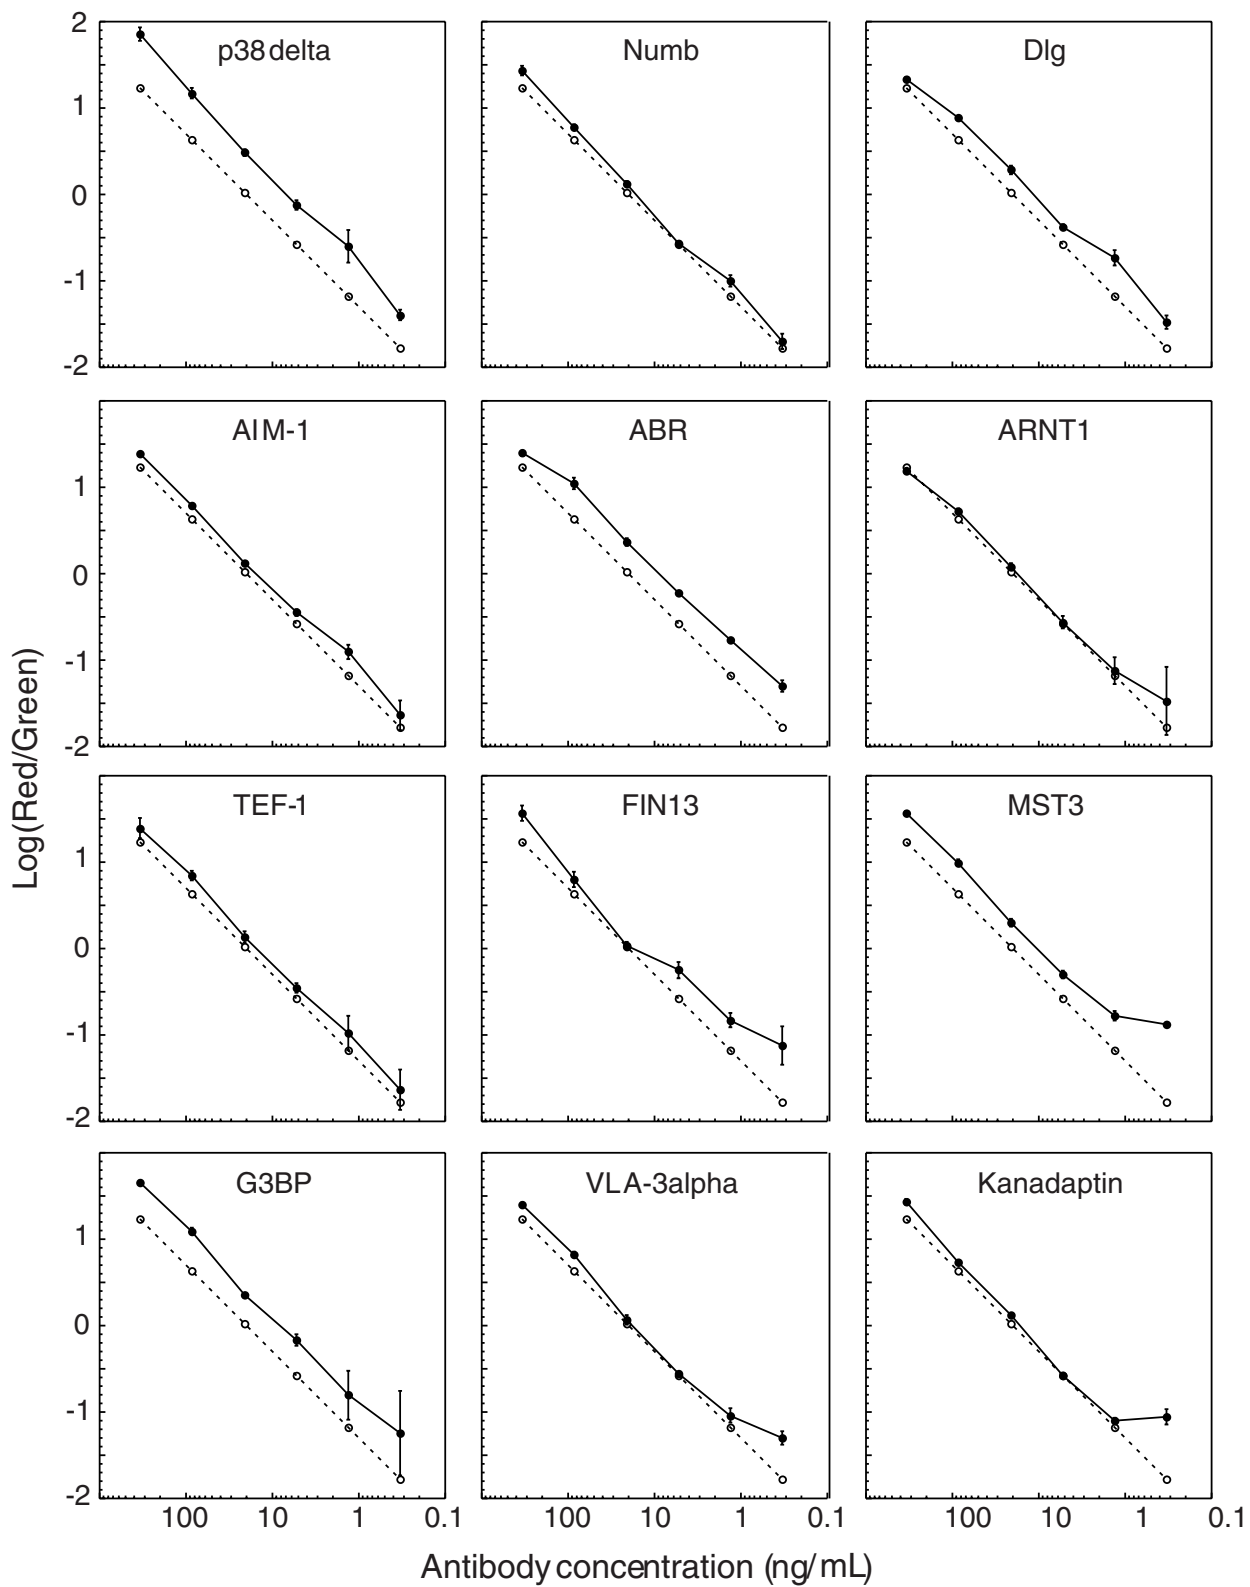 2
p38 delta
Numb
Dlg
1
0
-1
-2
AIM-1
ABR
ARNT1
1
0
-1
-2
Log(Red/Green)
TEF-1
FIN13
MST3
1
0
-1
-2
G3BP
VLA-3alpha
Kanadaptin
1
0
-1
-2
100 10 1 0.1 100 10 1 0.1 100 10 1 0.1
Antibody concentration (ng/mL)